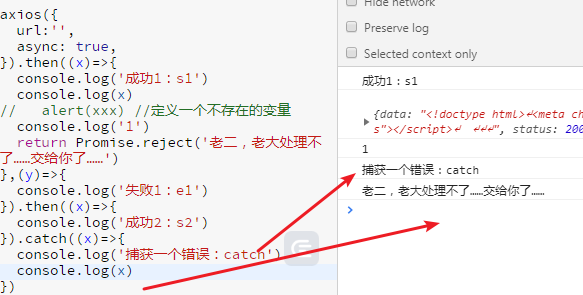 axios({
url:'',
async: true,
}).then((x)=>{
console.log('成功1：s1')
console.log(x)
// alert(xxx) //定义一个不存在的变量
console.log('1')
return Promise.reject('老二，老大处理不
了……交给你了……')
},(y)=>{
console.log('失败1：e1')
}).then((x)=>{
console.log('成功2：s2')
}).catch((x)=>{
console.log('捕获一个错误：catch')
console.log(x)
})
Hide network
Preserve log
Selected context only
成功1：s1
{data: "<!doctype html>↵<meta ch
s"></script>↵ ↵↵↵", status: 200
1
捕获一个错误：catch
老二，老大处理不了……交给你了……